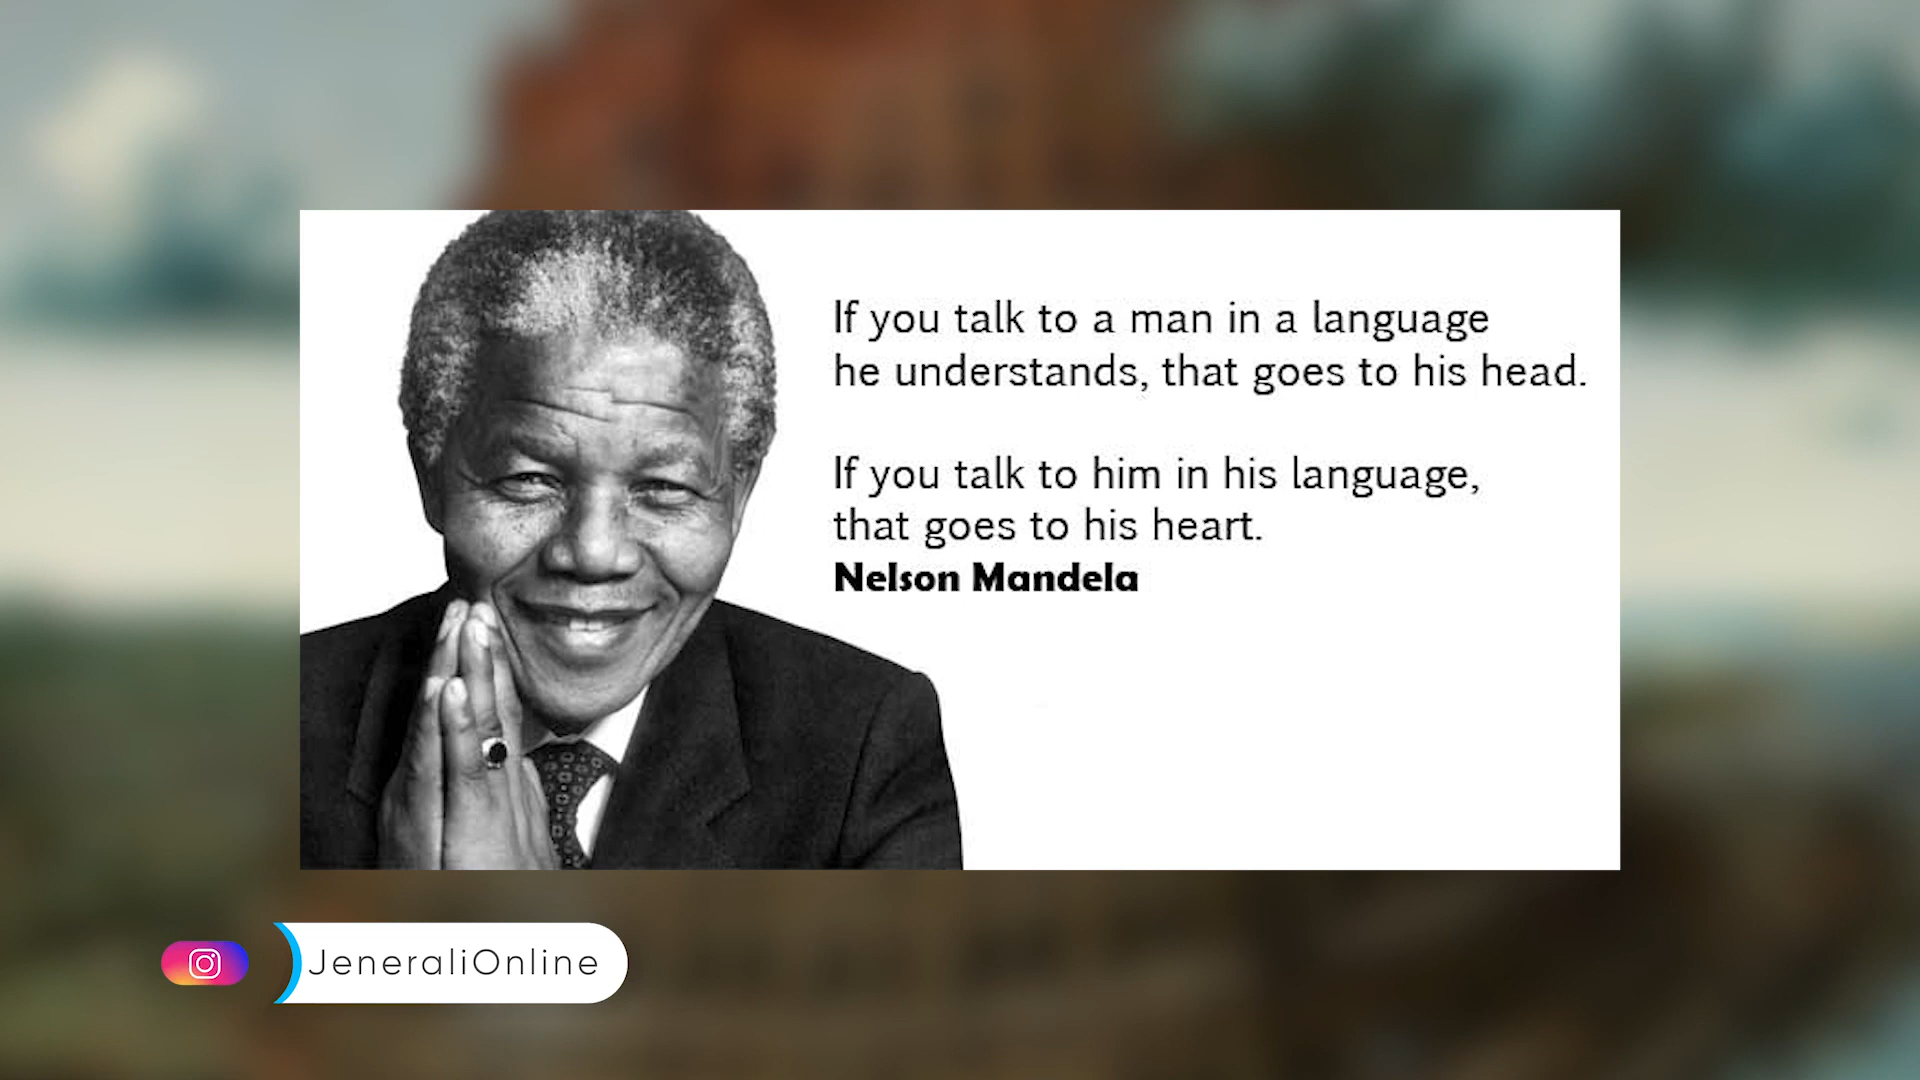 If you talk to a man in a language
he understands, that goes to his head.
If you talk to him in his language,
that goes to his heart.
Nelson Mandela
JeneraliOnline